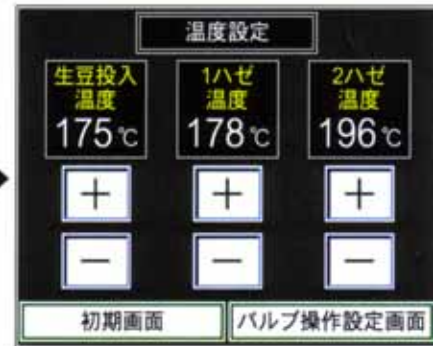 温度設定
生豆投入
温度
175℃
1ハゼ
温度
178℃
2ハゼ
温度
196℃
+
+
+
−
−
−
初期画面
バルブ操作設定画面